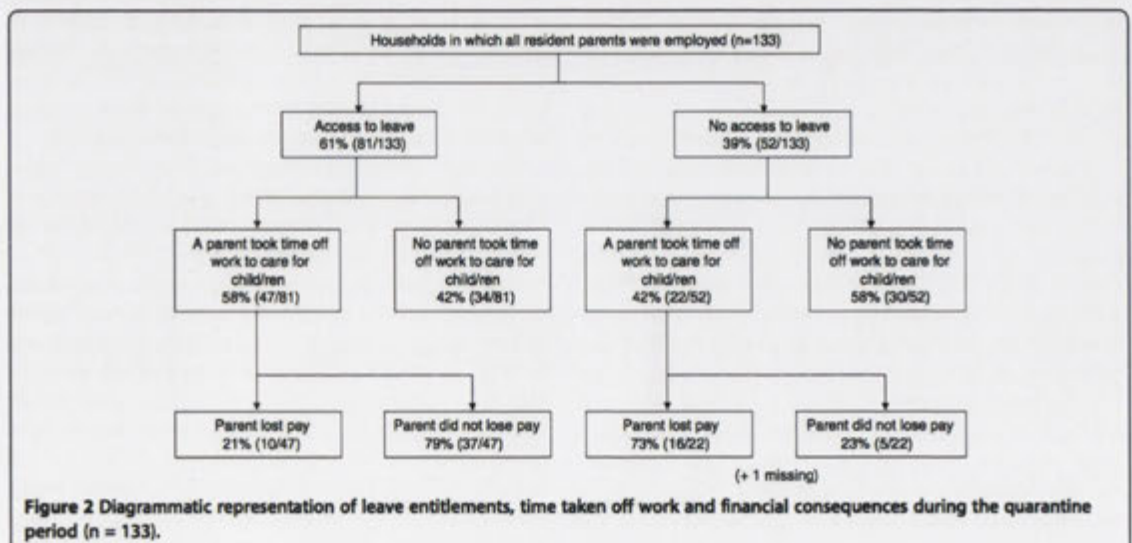 Households in which all resident parents were employed (n=133)
Access to leave
61% (81/133)
No access to leave
39% (52/133)
A parent took time off
work to care for
child/ren
58% (47/81)
No parent took time
off work to care for
child/ren
42% (34/81)
A parent took time off
work to care for
child/ren
42% (22/52)
No parent took time
off work to care for
child/ren
58% (30/52)
Parent lost pay
21% (10/47)
Parent did not lose pay
79% (37/47)
Parent lost pay
73% (16/22)
Parent did not lose pay
23% (5/22)
(+ 1 missing)
Figure 2 Diagrammatic representation of leave entitlements, time taken off work and financial consequences during the quarantine
period (n = 133).